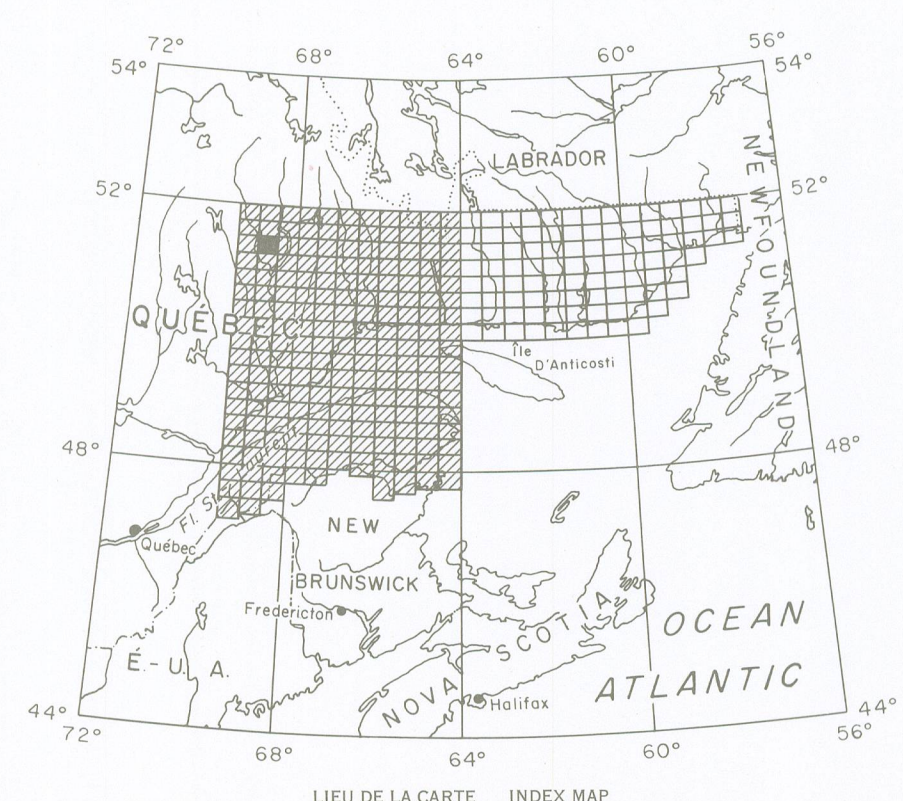 72° 68° 64° 60° 56°
54° 54°
LABRADOR
52° 52°
NEWFOUNDLAND
QUÉBEC
Île
D'Anticosti
48° 48°
Fl. St Laurent
NEW
Québec
BRUNSWICK
Fredericton
OCEAN
NOVA SCOTIA
É.-U.A.
ATLANTIC
Halifax
44° 44°
72° 68° 64° 60° 56°
LIEU DE LA CARTE INDEX MAP